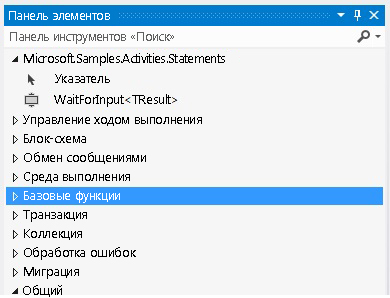 Панель элементов
Панель инструментов «Поиск»
Microsoft.Samples.Activities.Statements
Указатель
WaitForInput<TResult>
Управление ходом выполнения
Блок-схема
Обмен сообщениями
Среда выполнения
Базовые функции
Транзакция
Коллекция
Обработка ошибок
Миграция
Общий